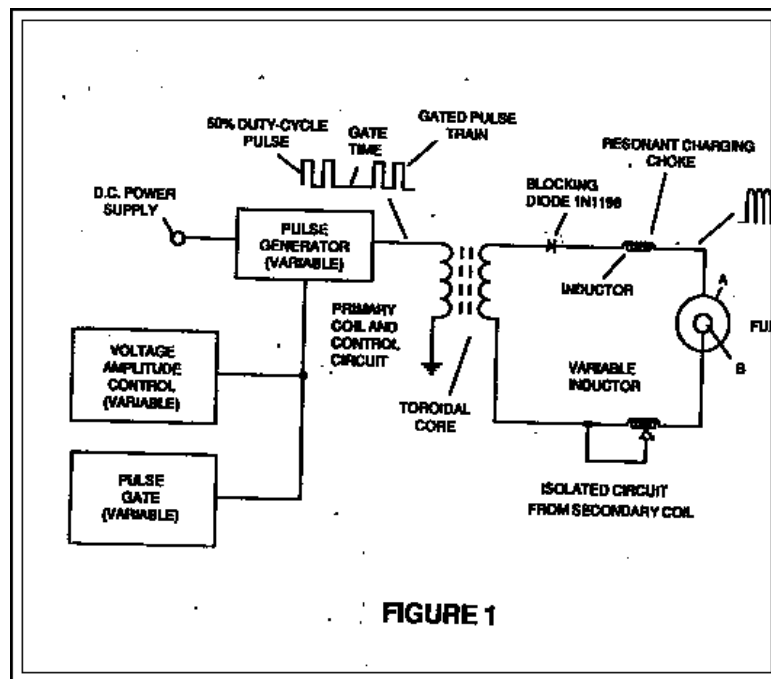 50% DUTY-CYCLE
PULSE
GATE
TIME
GATED PULSE
TRAIN
RESONANT CHARGING
CHOKE
BLOCKING
DIODE 1N1198
D.C. POWER
SUPPLY
PULSE
GENERATOR
(VARIABLE)
INDUCTOR
A
PRIMARY
COIL AND
CONTROL
CIRCUIT
B
VOLTAGE
AMPLITUDE
CONTROL
(VARIABLE)
VARIABLE
INDUCTOR
TOROIDAL
CORE
PULSE
GATE
(VARIABLE)
ISOLATED CIRCUIT
FROM SECONDARY COIL
FIGURE 1